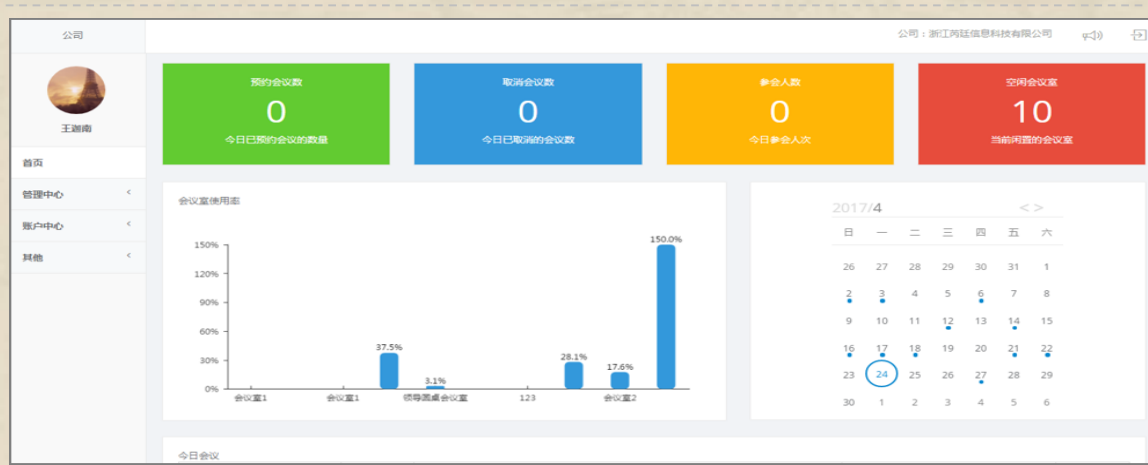 公司
公司：浙江芮廷信息科技有限公司
王迦南
首页
管理中心
账户中心
其他
预约会议数
0
今日已预约会议的数量
取消会议数
0
今日已取消的会议数
参会人数
0
今日参会人次
空闲会议室
10
当前闲置的会议室
会议室使用率
150%
120%
90%
60%
30%
0%
37.5%
3.1%
28.1%
17.6%
150.0%
会议室1
会议室1
领导圆桌会议室
123
会议室2
2017/4 < >
日 一 二 三 四 五 六
26 27 28 29 30 31 1
2 3 4 5 6 7 8
9 10 11 12 13 14 15
16 17 18 19 20 21 22
23 24 25 26 27 28 29
30 1 2 3 4 5 6
今日会议